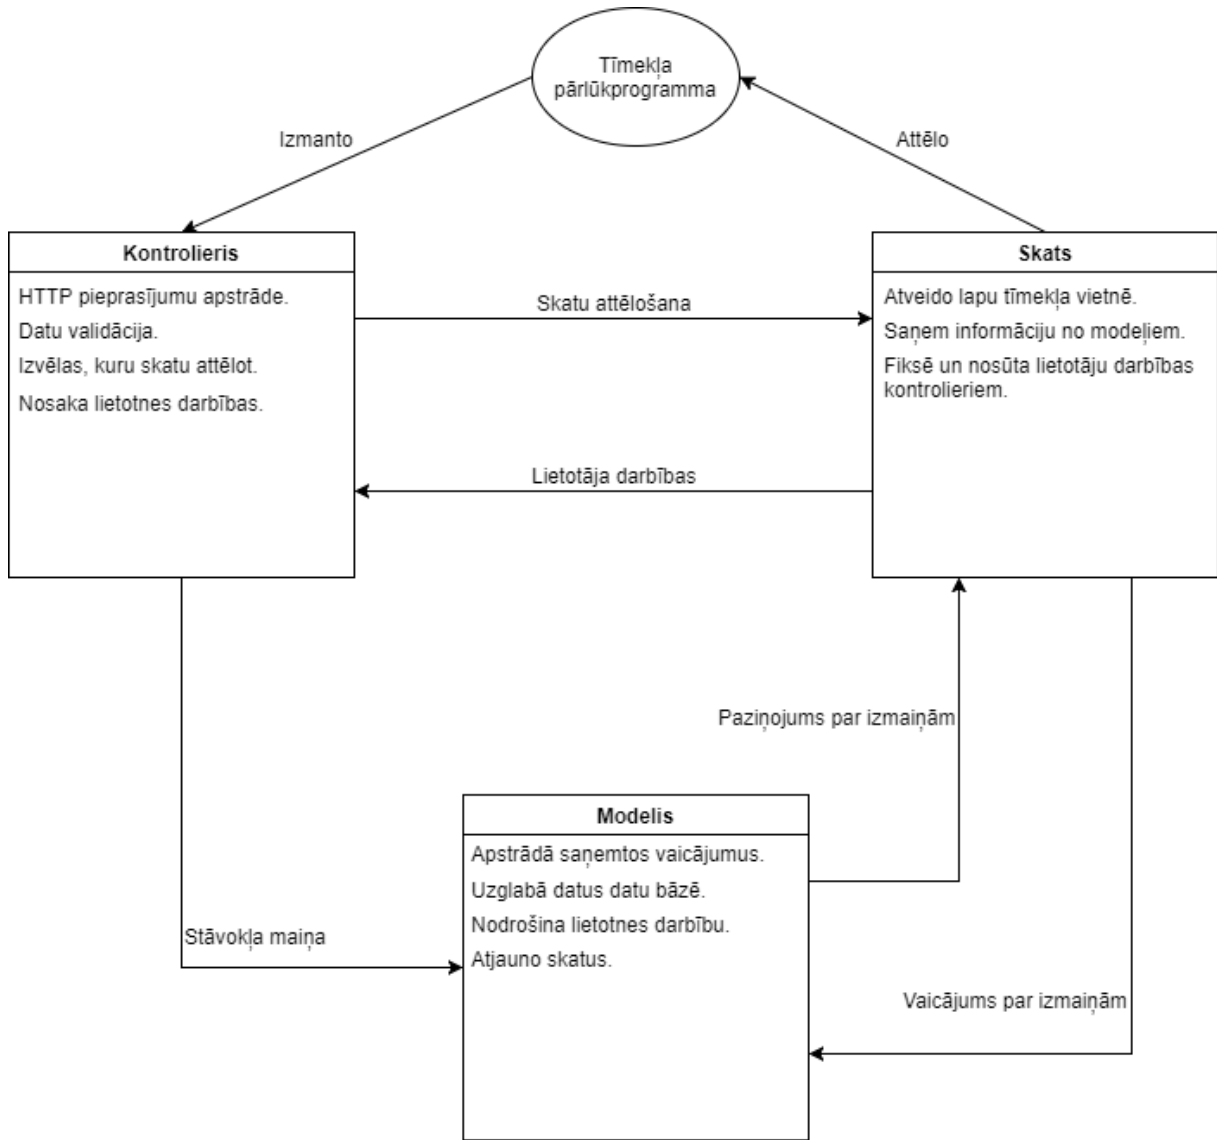 Tīmekļa
pārlūkprogramma
Izmanto
Attēlo
Kontrolieris
HTTP pieprasījumu apstrāde.
Datu validācija.
Izvēlas, kuru skatu attēlot.
Nosaka lietotnes darbības.
Skatu attēlošana
Lietotāja darbības
Skats
Atveido lapu tīmekļa vietnē.
Saņem informāciju no modeļiem.
Fiksē un nosūta lietotāju darbības
kontrolieriem.
Paziņojums par izmaiņām
Modelis
Apstrādā saņemtos vaicājumus.
Uzglabā datus datu bāzē.
Nodrošina lietotnes darbību.
Atjauno skatus.
Stāvokļa maiņa
Vaicājums par izmaiņām